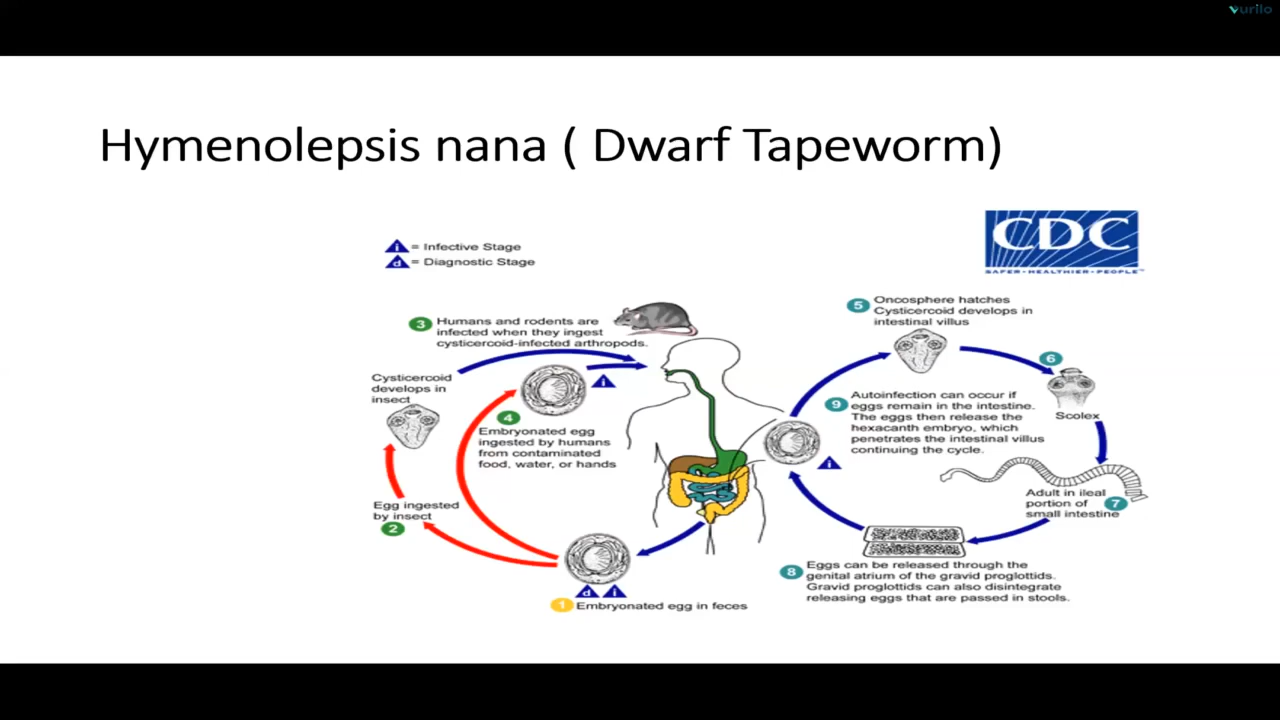 vurilo
Hymenolepsis nana ( Dwarf Tapeworm)
CDC
SAFER·HEALTHIER·PEOPLE™
i = Infective Stage
d = Diagnostic Stage
3 Humans and rodents are
infected when they ingest
cysticercoid-infected arthropods.
Cysticercoid
develops in
insect
i
4
Embryonated egg
ingested by humans
from contaminated
food, water, or hands
Egg ingested
by insect
2
d i
1 Embryonated egg in feces
5 Oncosphere hatches
Cysticercoid develops in
intestinal villus
6
Scolex
9 Autoinfection can occur if
eggs remain in the intestine.
The eggs then release the
hexacanth embryo, which
penetrates the intestinal villus
continuing the cycle.
i
Adult in ileal
portion of 7
small intestine
8 Eggs can be released through the
genital atrium of the gravid proglottids.
Gravid proglottids can also disintegrate
releasing eggs that are passed in stools.